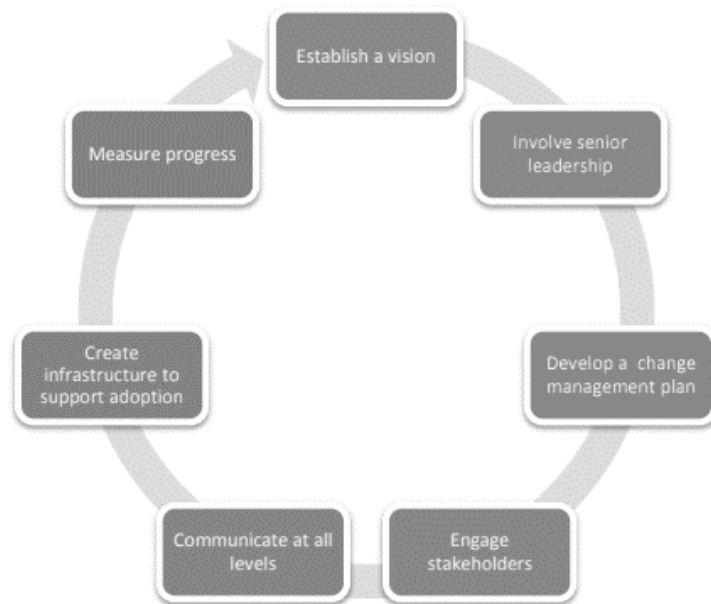 Establish a vision
Involve senior
leadership
Develop a change
management plan
Engage
stakeholders
Communicate at all
levels
Create
infrastructure to
support adoption
Measure progress